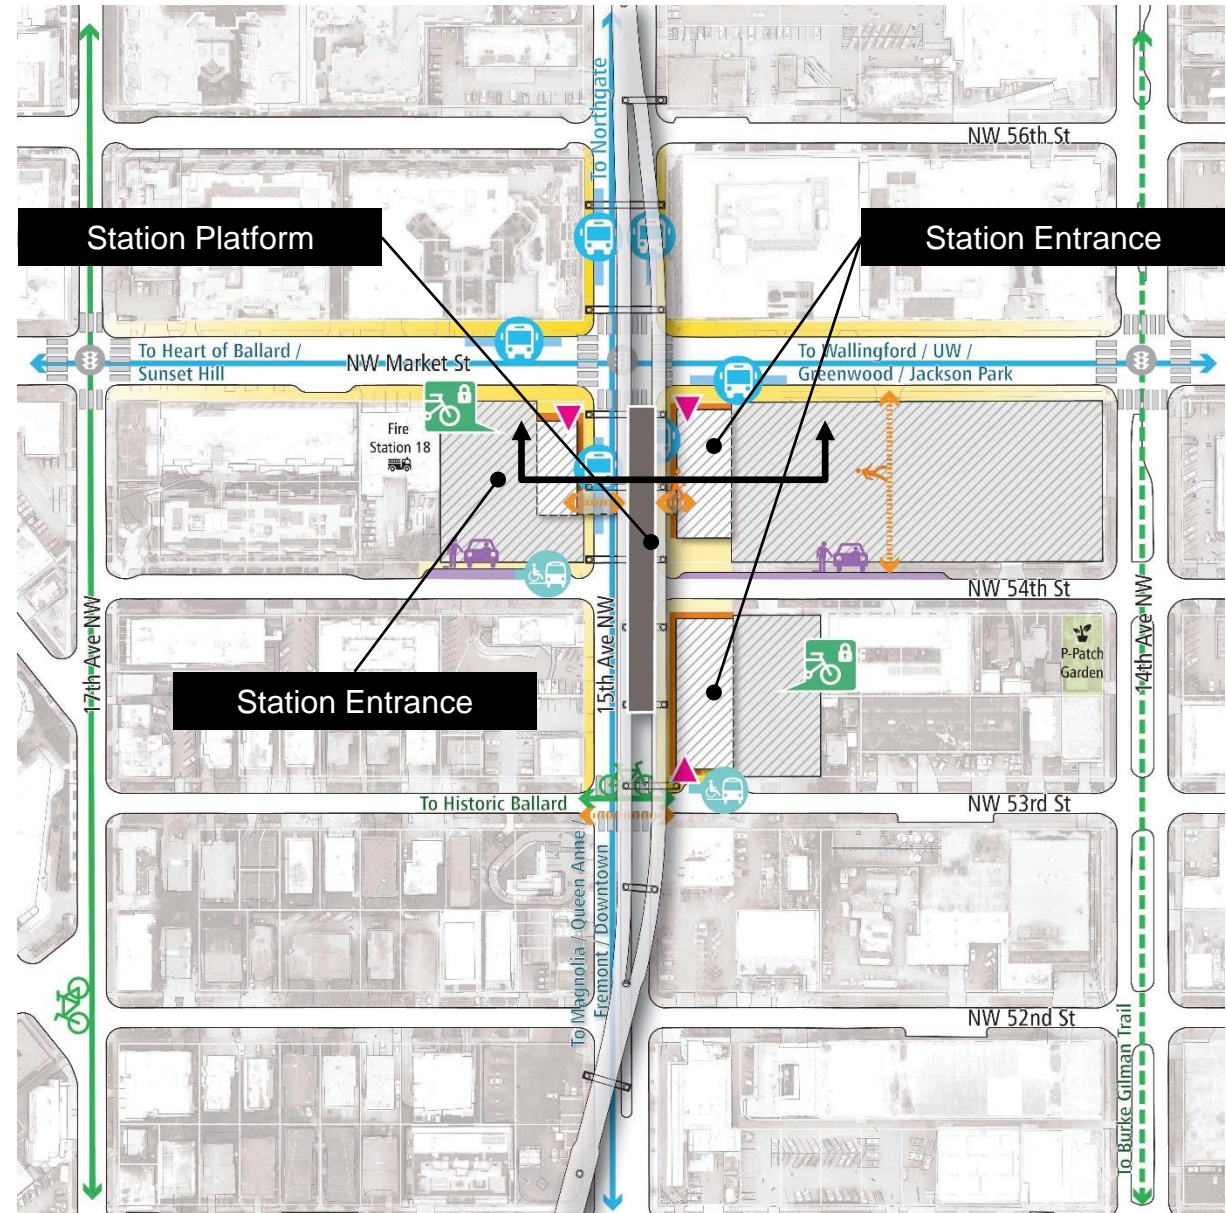 NW 56th St
To Northgate
Station Platform
Station Entrance
To Heart of Ballard /
Sunset Hill
NW Market St
To Wallingford / UW /
Greenwood / Jackson Park
Fire
Station 18
NW 54th St
17th Ave NW
15th Ave NW
14th Ave NW
P-Patch
Garden
Station Entrance
To Historic Ballard
NW 53rd St
To Magnolia / Queen Anne /
Fremont / Downtown
NW 52nd St
To Burke Gilman Trail